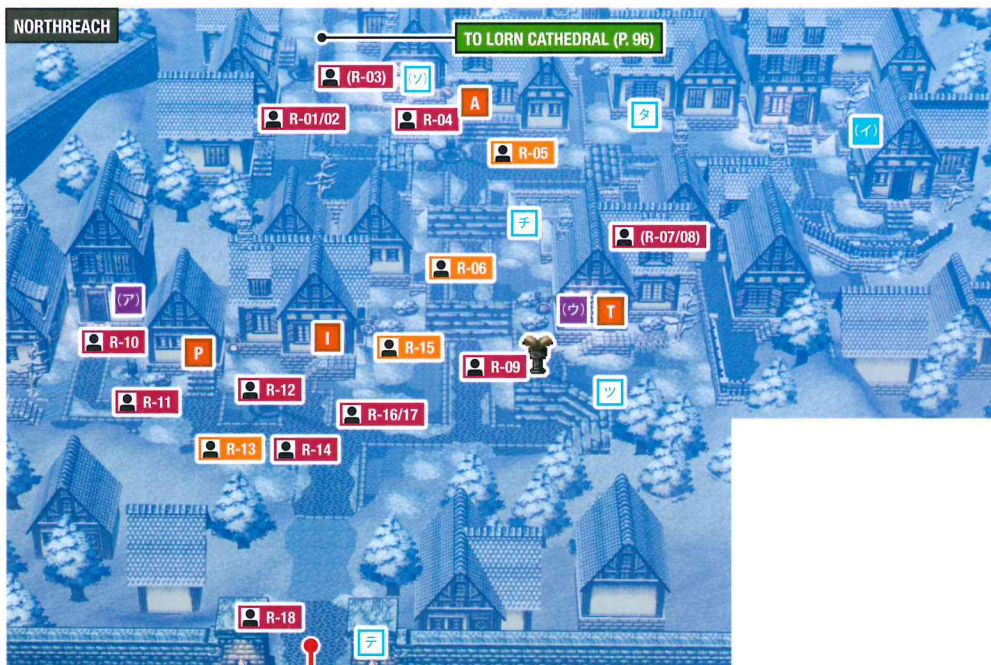 NORTHREACH
TO LORN CATHEDRAL (P. 96)
(R-03)
(ソ)
A
タ
R-01/02
R-04
(イ)
R-05
チ
(R-07/08)
R-06
(ア)
(ウ)
T
R-10
P
I
R-15
R-09
R-11
R-12
ツ
R-16/17
R-13
R-14
R-18
テ